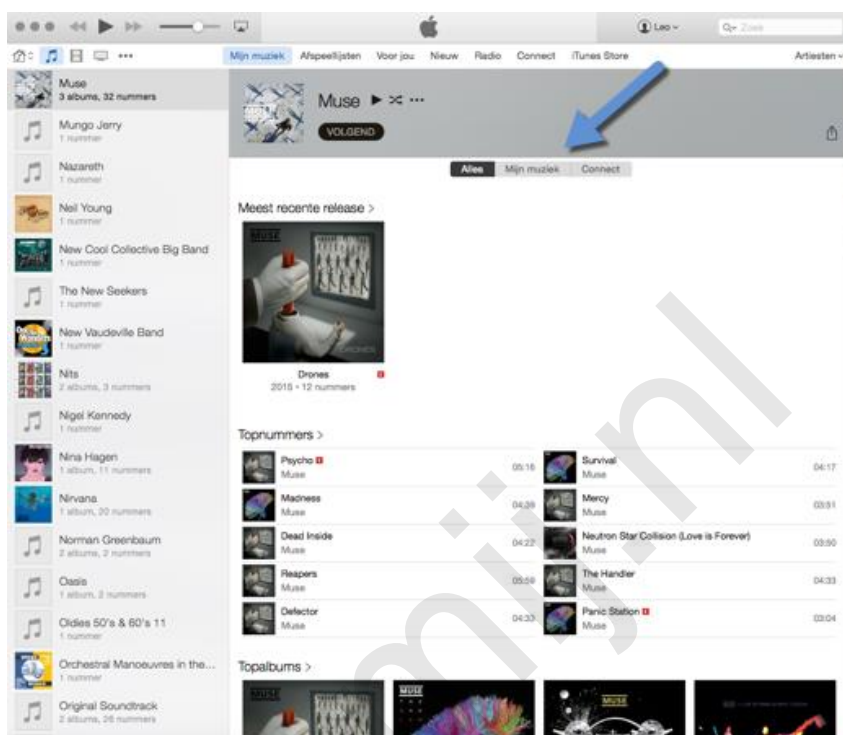 Leo
Zoek
Mijn muziek Afspeellijsten Voor jou Nieuw Radio Connect iTunes Store Artiesten
Muse
3 albums, 32 nummers
Mungo Jerry
1 nummer
Nazareth
1 nummer
Neil Young
1 nummer
New Cool Collective Big Band
1 nummer
The New Seekers
1 nummer
New Vaudeville Band
1 nummer
Nits
2 albums, 3 nummers
Nigel Kennedy
1 nummer
Nina Hagen
1 album, 11 nummers
Nirvana
1 album, 20 nummers
Norman Greenbaum
2 albums, 2 nummers
Oasis
1 album, 2 nummers
Oldies 50's & 60's 11
1 nummer
Orchestral Manoeuvres in the...
1 nummer
Original Soundtrack
2 albums, 26 nummers
Muse
VOLGEND
Alles Mijn muziek Connect
Meest recente release >
MUSE
DRONES
Drones
2015 • 12 nummers
Topnummers >
Psycho E
Muse
05:16
Madness
Muse
04:39
Dead Inside
Muse
04:22
Reapers
Muse
05:59
Defector
Muse
04:33
Survival
Muse
04:17
Mercy
Muse
03:51
Neutron Star Collision (Love is Forever)
Muse
03:50
The Handler
Muse
04:33
Panic Station E
Muse
03:04
Topalbums >
MUSE
MUSE
MUSE
mij.nl